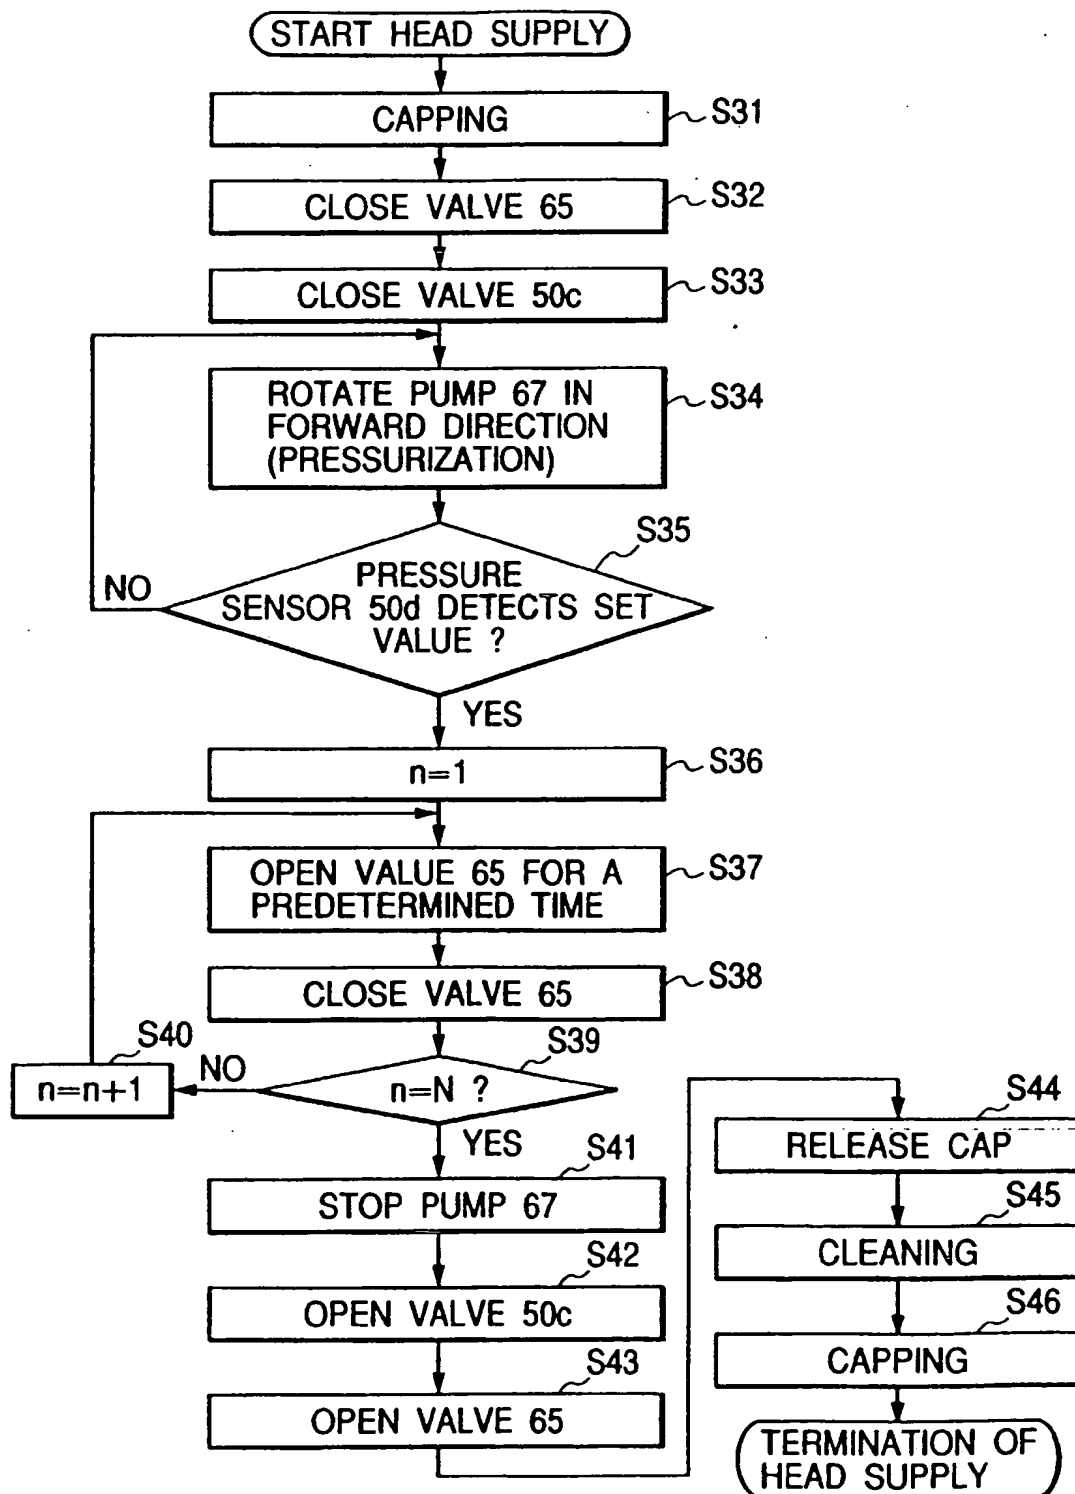 START HEAD SUPPLY
CAPPING
S31
CLOSE VALVE 65
S32
CLOSE VALVE 50c
S33
ROTATE PUMP 67 IN
FORWARD DIRECTION
(PRESSURIZATION)
S34
S35
PRESSURE
SENSOR 50d DETECTS SET
VALUE ?
NO
YES
n=1
S36
OPEN VALUE 65 FOR A
PREDETERMINED TIME
S37
CLOSE VALVE 65
S38
S39
n=N ?
NO
S40
n=n+1
YES
S41
STOP PUMP 67
S42
OPEN VALVE 50c
S43
OPEN VALVE 65
S44
RELEASE CAP
S45
CLEANING
S46
CAPPING
TERMINATION OF
HEAD SUPPLY